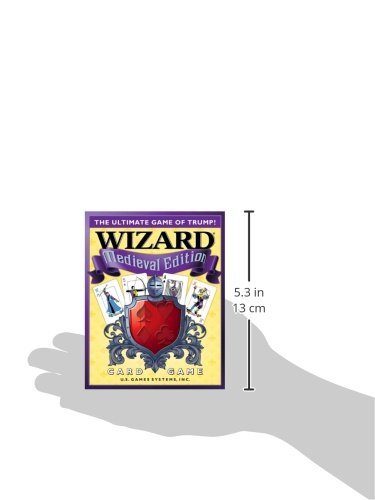 THE ULTIMATE GAME OF TRUMP!
WIZARD®
Medieval Edition
CARD GAME
U.S. GAMES SYSTEMS, INC.
5.3 in
13 cm